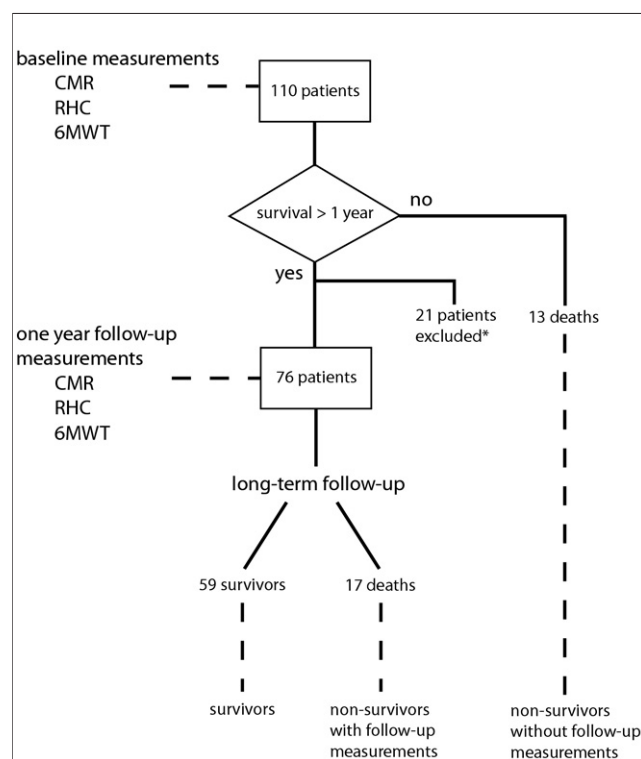 baseline measurements
CMR
RHC
6MWT
110 patients
survival > 1 year
no
yes
21 patients
excluded*
13 deaths
one year follow-up
measurements
CMR
RHC
6MWT
76 patients
long-term follow-up
59 survivors
17 deaths
survivors
non-survivors
with follow-up
measurements
non-survivors
without follow-up
measurements